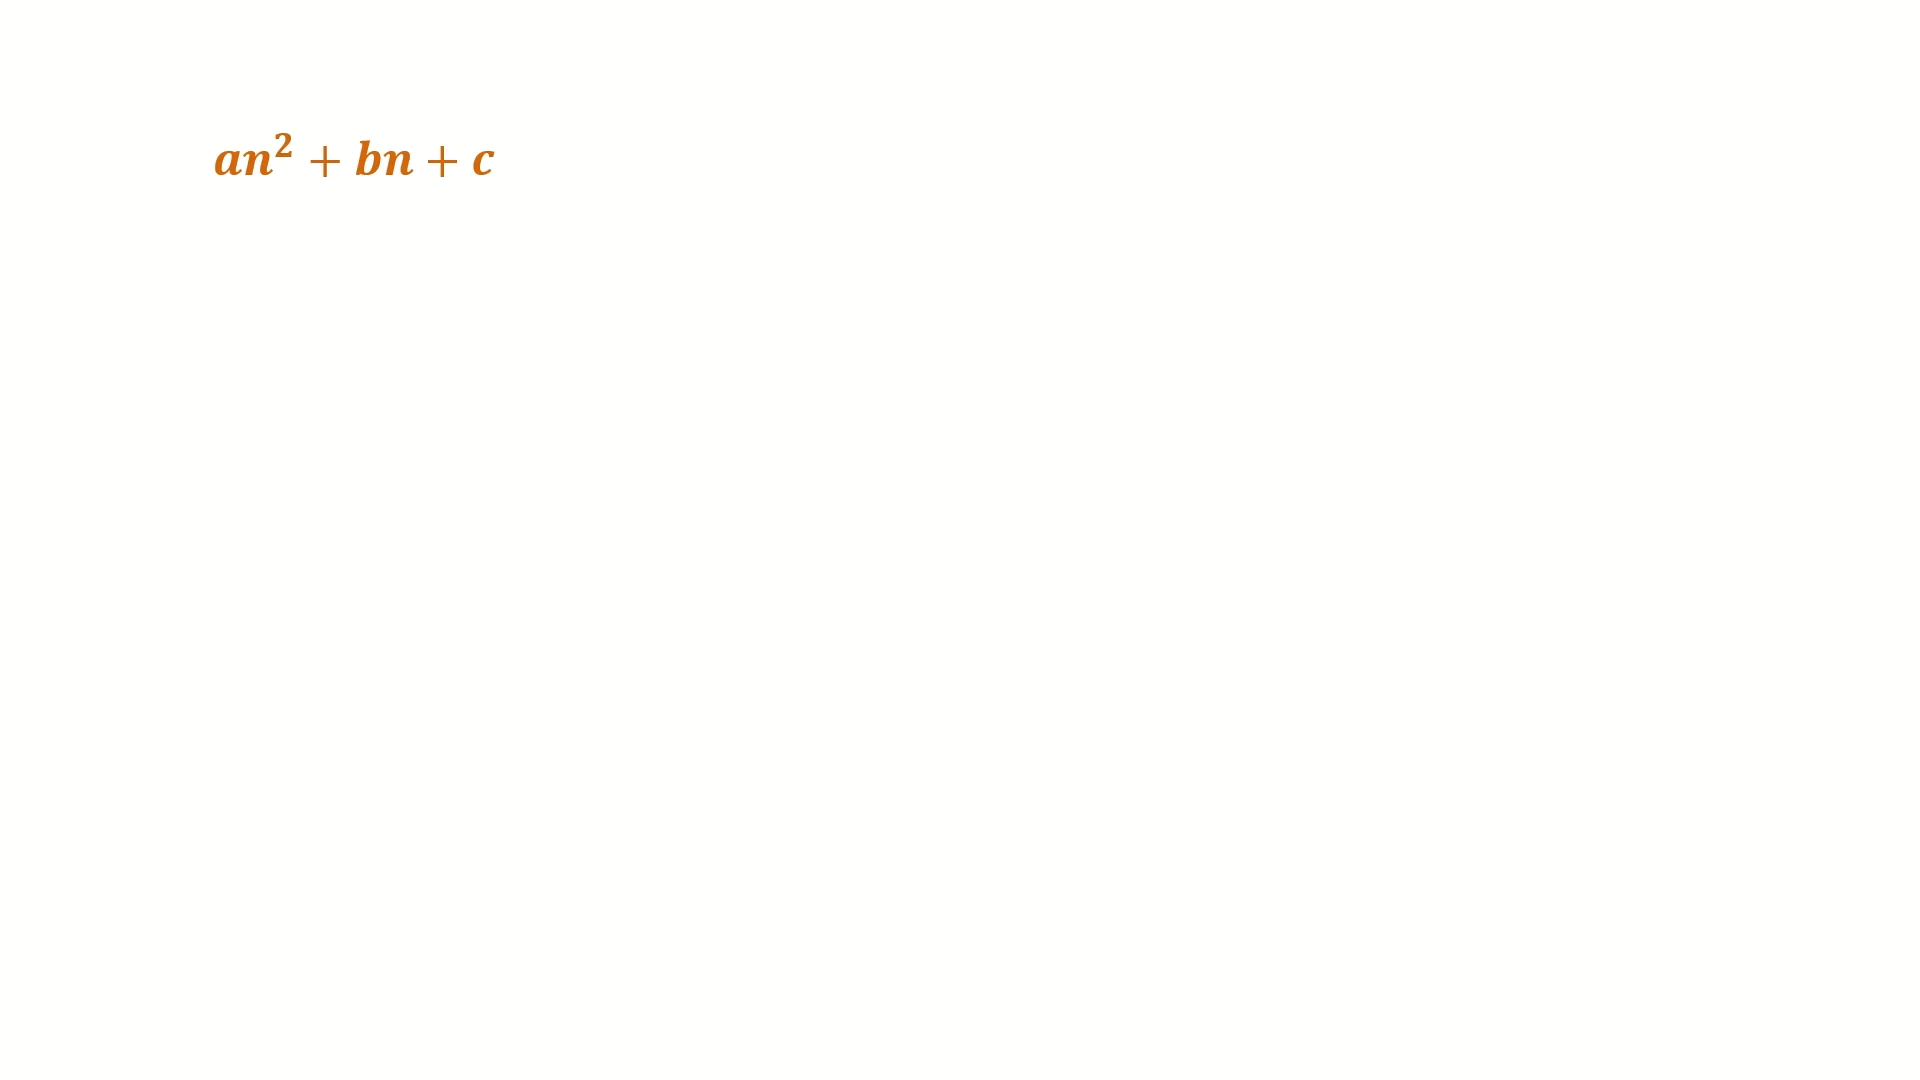 an² + bn + c